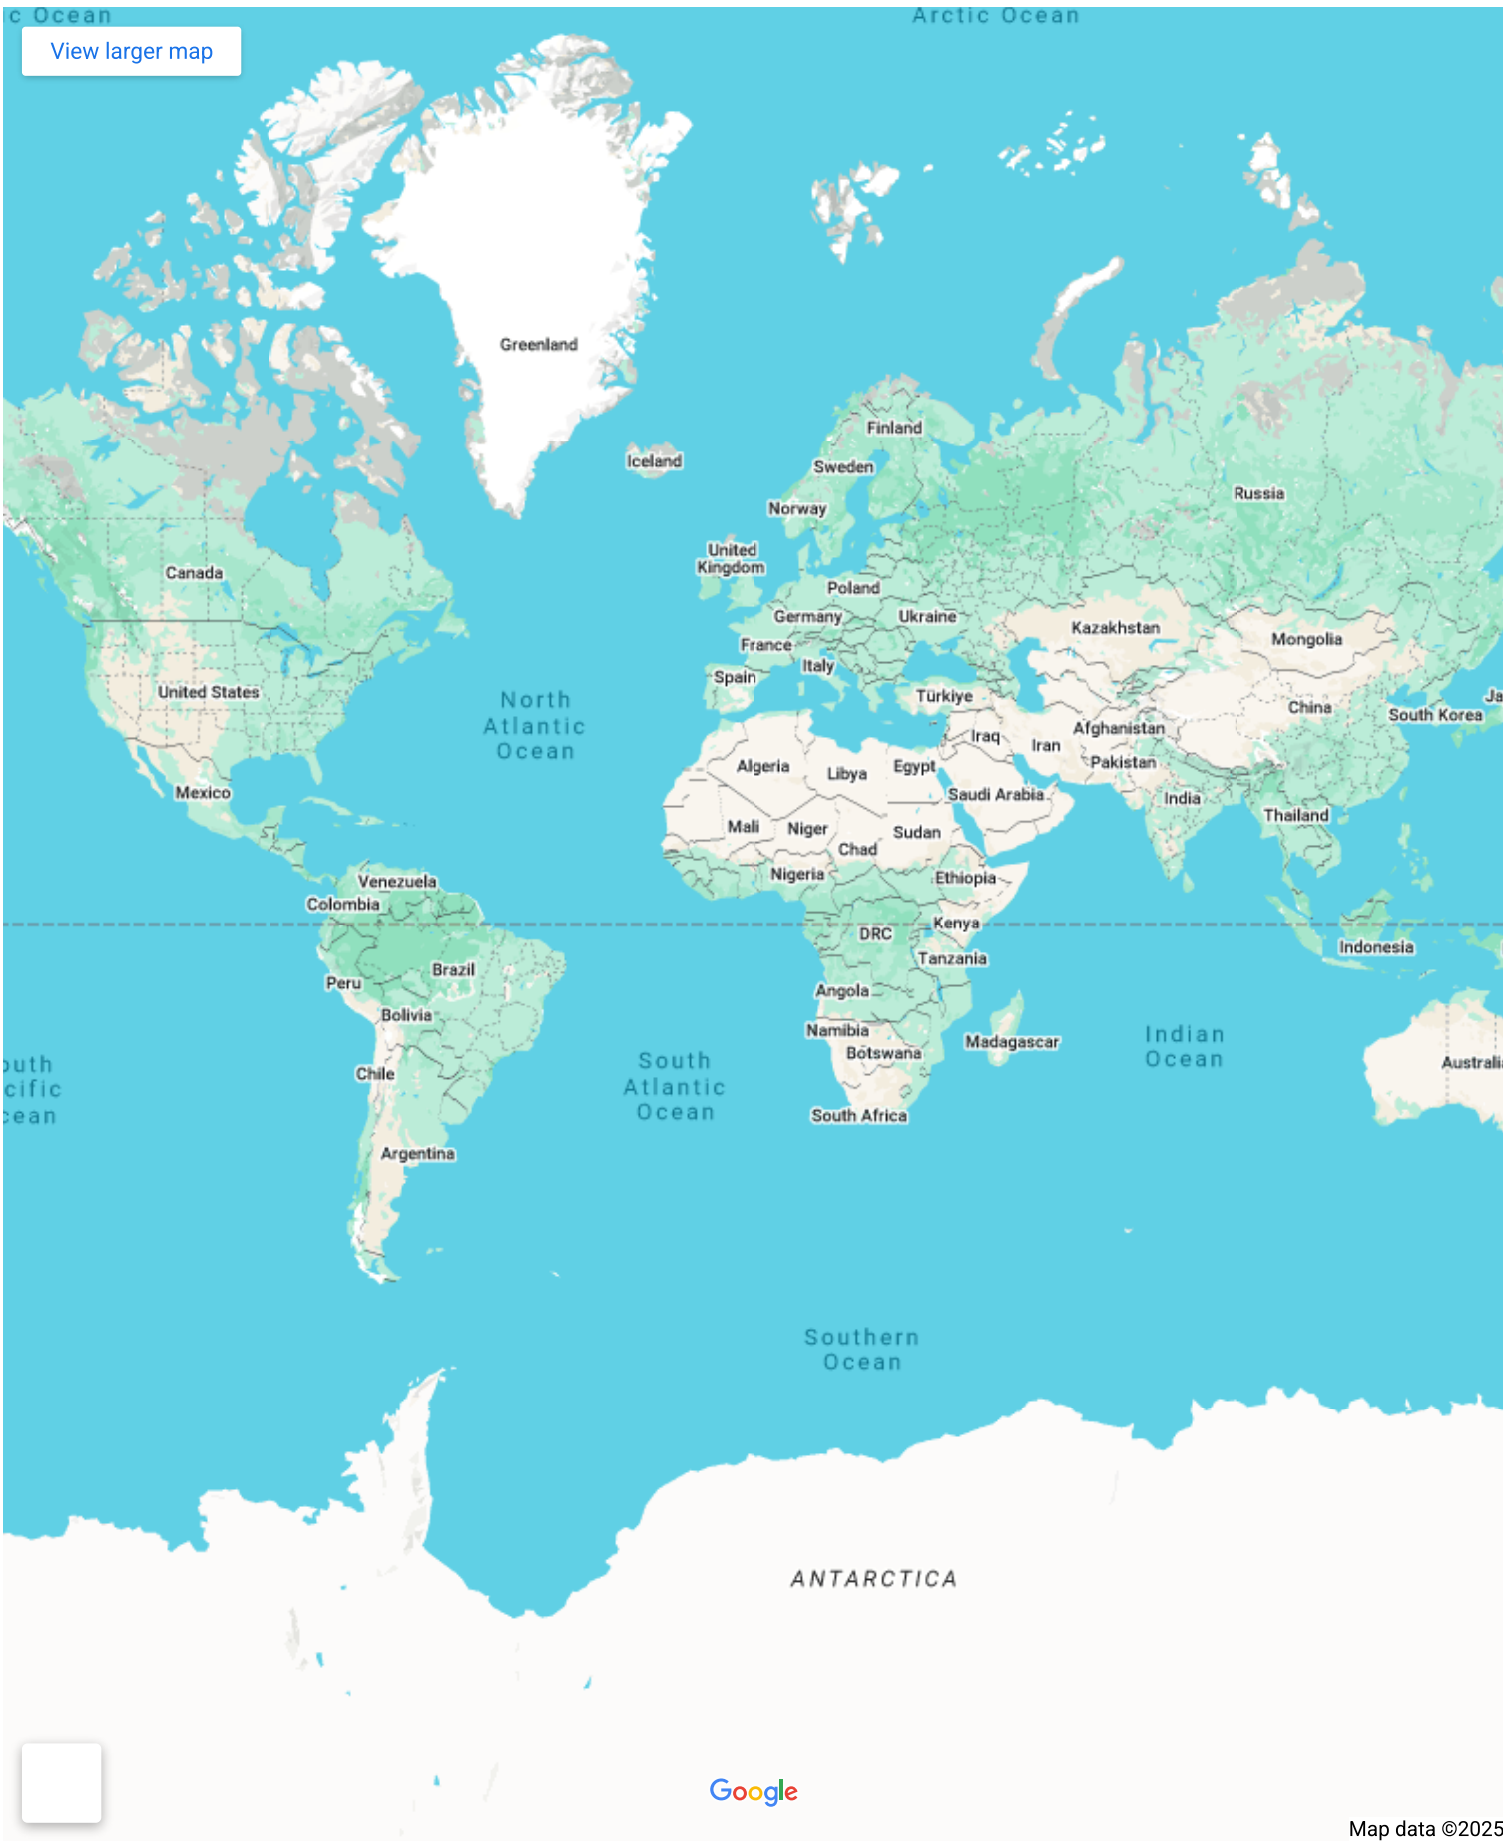 c Ocean
Arctic Ocean
View larger map
Greenland
Finland
Iceland
Sweden
Russia
Norway
United
Kingdom
Canada
Poland
Germany
Ukraine
Kazakhstan
Mongolia
France
Italy
Spain
United States
Türkiye
North
Atlantic
Ocean
China
Ja
South Korea
Afghanistan
Iraq
Iran
Pakistan
Algeria
Libya
Egypt
Mexico
Saudi Arabia
India
Thailand
Mali
Niger
Sudan
Chad
Nigeria
Ethiopia
Venezuela
Colombia
Kenya
DRC
Indonesia
Tanzania
Brazil
Peru
Angola
Bolivia
Namibia
Madagascar
Botswana
Indian
Ocean
outh
cific
cean
South
Atlantic
Ocean
Australi
Chile
South Africa
Argentina
Southern
Ocean
ANTARCTICA
Google
Map data ©2025